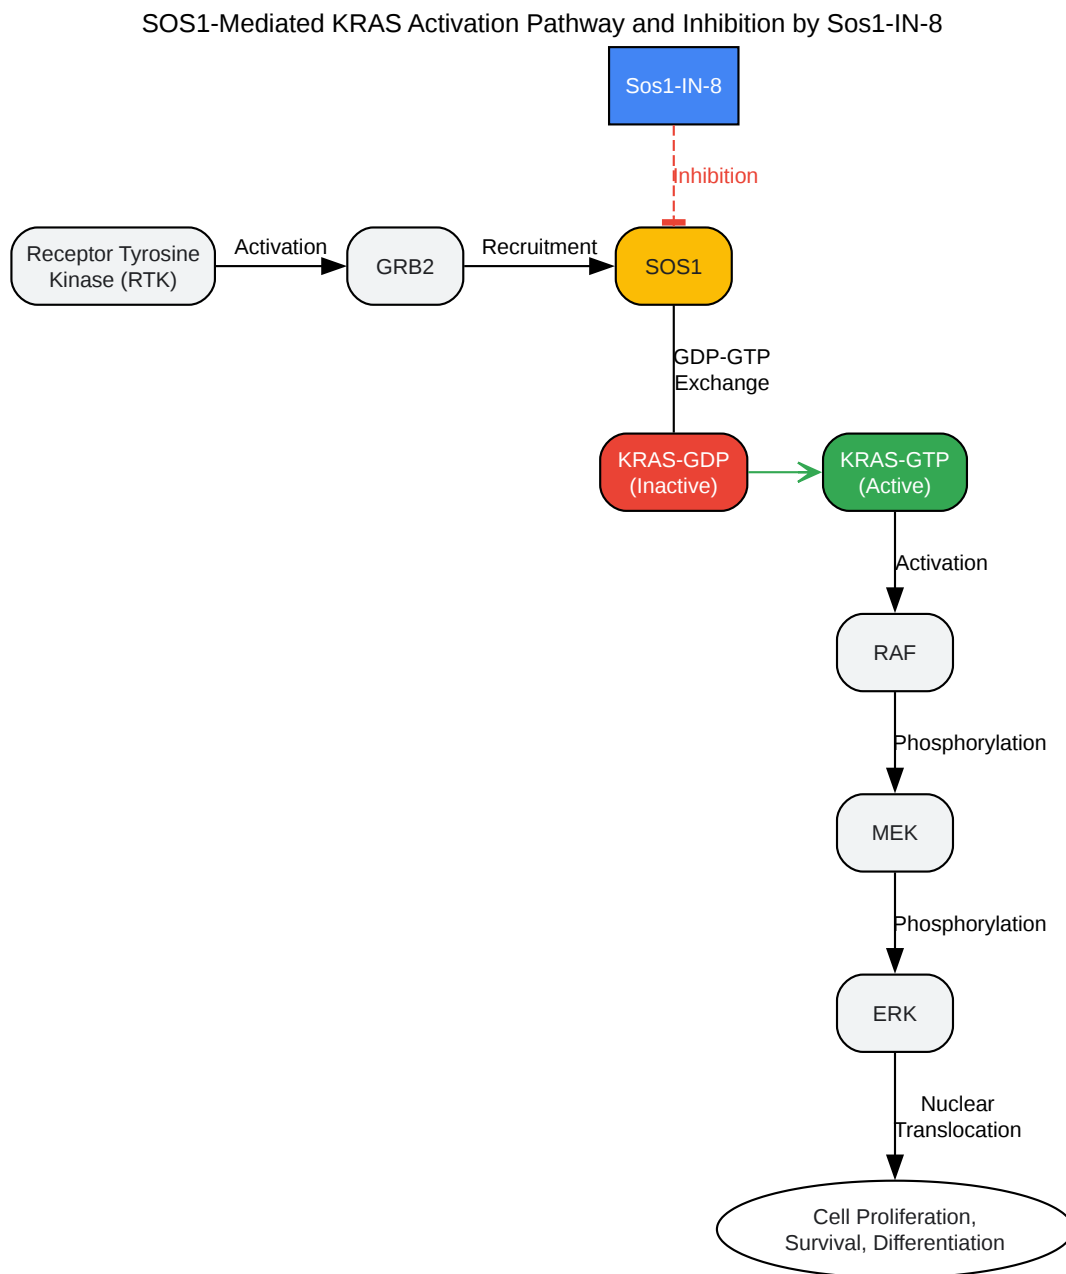 SOS1-Mediated KRAS Activation Pathway and Inhibition by Sos1-IN-8
Sos1-IN-8
Inhibition
Receptor Tyrosine
Kinase (RTK)
Activation
GRB2
Recruitment
SOS1
GDP-GTP
Exchange
KRAS-GDP
(Inactive)
KRAS-GTP
(Active)
Activation
RAF
Phosphorylation
MEK
Phosphorylation
ERK
Nuclear
Translocation
Cell Proliferation,
Survival, Differentiation